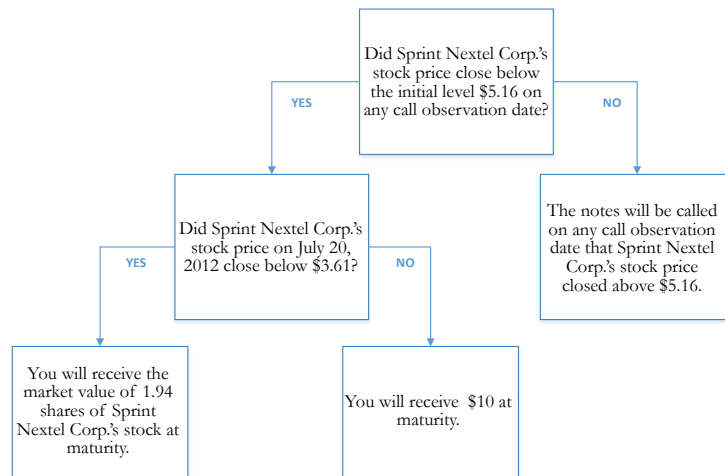 Did Sprint Nextel Corp.'s
stock price close below
the initial level $5.16 on
any call observation date?
YES
NO
Did Sprint Nextel Corp.'s
stock price on July 20,
2012 close below $3.61?
The notes will be called
on any call observation
date that Sprint Nextel
Corp.'s stock price
closed above $5.16.
YES
NO
You will receive the
market value of 1.94
shares of Sprint
Nextel Corp.'s stock at
maturity.
You will receive $10 at
maturity.